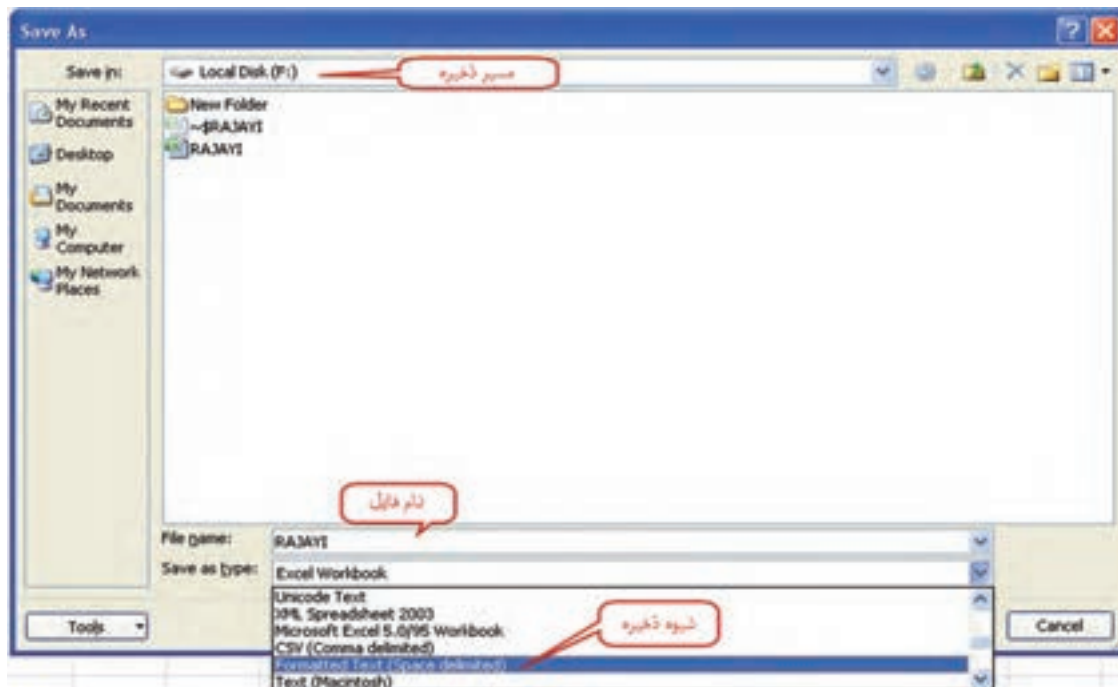 Save As
Save in:
Local Disk (F:)
مسیر ذخیره
My Recent Documents
Desktop
My Documents
My Computer
My Network Places
New Folder
~$RAJAYI
RAJAYI
نام فایل
File name:
RAJAYI
Save as type:
Excel Workbook
Unicode Text
XML Spreadsheet 2003
Microsoft Excel 5.0/95 Workbook
CSV (Comma delimited)
Formatted Text (Space delimited)
Text (Macintosh)
شیوه ذخیره
Tools
Cancel